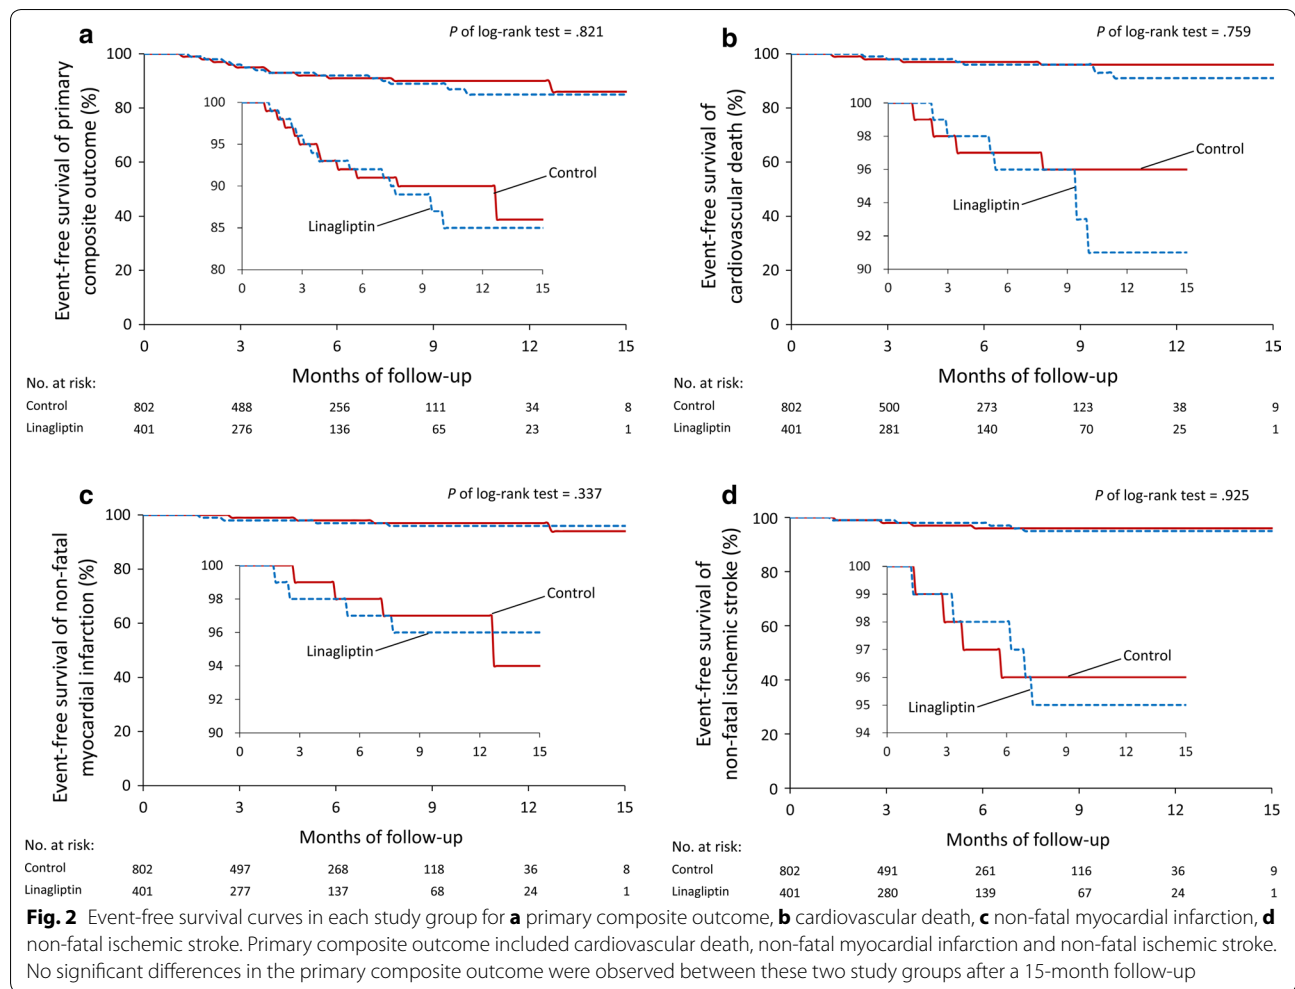 a
P of log-rank test = .821
Event-free survival of primary
composite outcome (%)
100
80
60
40
20
0
0 3 6 9 12 15
100
95
90
85
80
0 3 6 9 12 15
Control
Linagliptin
Months of follow-up
No. at risk:
Control 802 488 256 111 34 8
Linagliptin 401 276 136 65 23 1
b
P of log-rank test = .759
Event-free survival of
cardiovascular death (%)
100
80
60
40
20
0
0 3 6 9 12 15
100
98
96
94
92
90
0 3 6 9 12 15
Control
Linagliptin
Months of follow-up
No. at risk:
Control 802 500 273 123 38 9
Linagliptin 401 281 140 70 25 1
c
P of log-rank test = .337
Event-free survival of non-fatal
myocardial infarction (%)
100
80
60
40
20
0
0 3 6 9 12 15
100
98
96
94
92
90
0 3 6 9 12 15
Control
Linagliptin
Months of follow-up
No. at risk:
Control 802 497 268 118 36 8
Linagliptin 401 277 137 68 24 1
d
P of log-rank test = .925
Event-free survival of
non-fatal ischemic stroke (%)
100
80
60
40
20
0
0 3 6 9 12 15
100
99
98
97
96
95
94
0 3 6 9 12 15
Control
Linagliptin
Months of follow-up
No. at risk:
Control 802 491 261 116 36 9
Linagliptin 401 280 139 67 24 1
Fig. 2 Event-free survival curves in each study group for a primary composite outcome, b cardiovascular death, c non-fatal myocardial infarction, d
non-fatal ischemic stroke. Primary composite outcome included cardiovascular death, non-fatal myocardial infarction and non-fatal ischemic stroke.
No significant differences in the primary composite outcome were observed between these two study groups after a 15-month follow-up